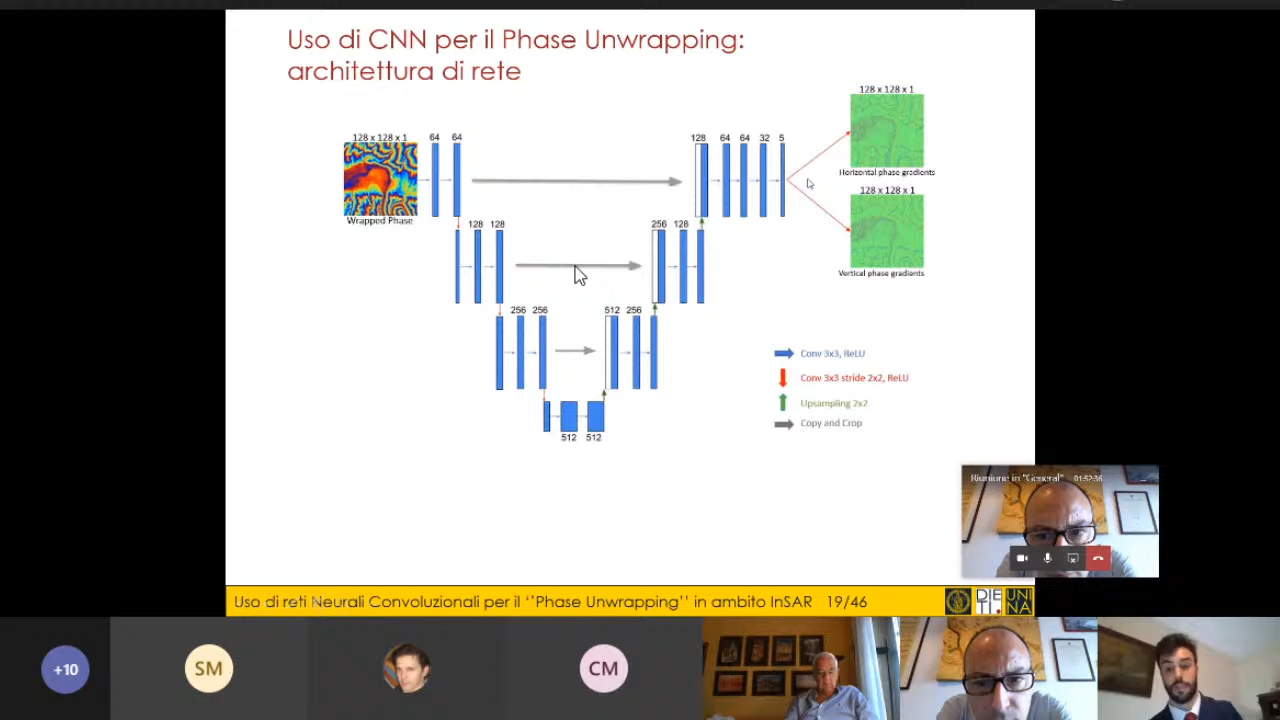 Uso di CNN per il Phase Unwrapping:
architettura di rete
128 x 128 x 1
64
64
Wrapped Phase
128
128
256
256
512
512
512
256
256
128
128
64
64
32
5
128 x 128 x 1
Horizontal phase gradients
128 x 128 x 1
Vertical phase gradients
Conv 3x3, ReLU
Conv 3x3 stride 2x2, ReLU
Upsampling 2x2
Copy and Crop
Riunione in "General"
01:52:36
Uso di reti Neurali Convoluzionali per il ''Phase Unwrapping'' in ambito InSAR 19/46
DIE
TI.
UNI
NA
+10
SM
CM